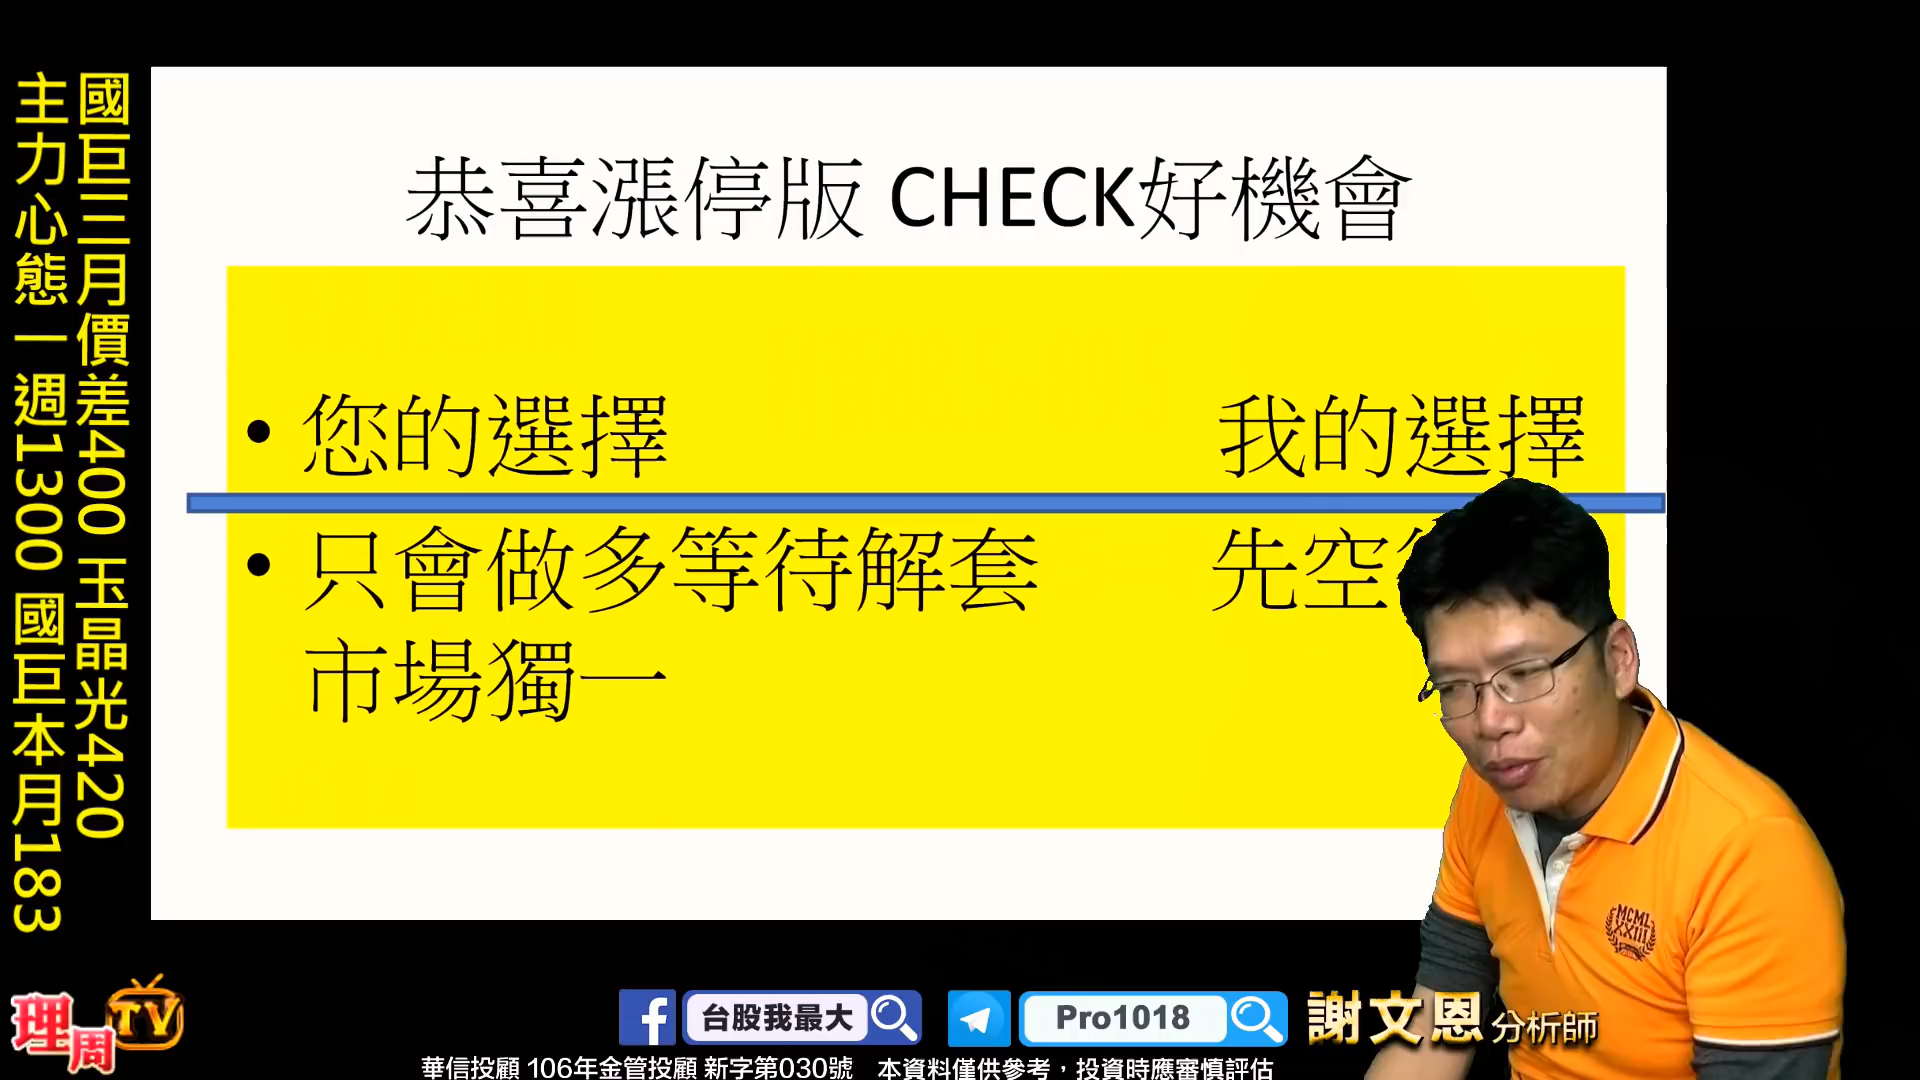 國巨三月價差400 玉晶光420
主力心態一週1300 國巨本月183
恭喜漲停版 CHECK好機會
• 您的選擇 我的選擇
• 只會做多等待解套 先空
市場獨一
MCML
XXIII
理周TV
台股我最大
Pro1018
謝文恩 分析師
華信投顧 106年金管投顧 新字第030號 本資料僅供參考，投資時應審慎評估